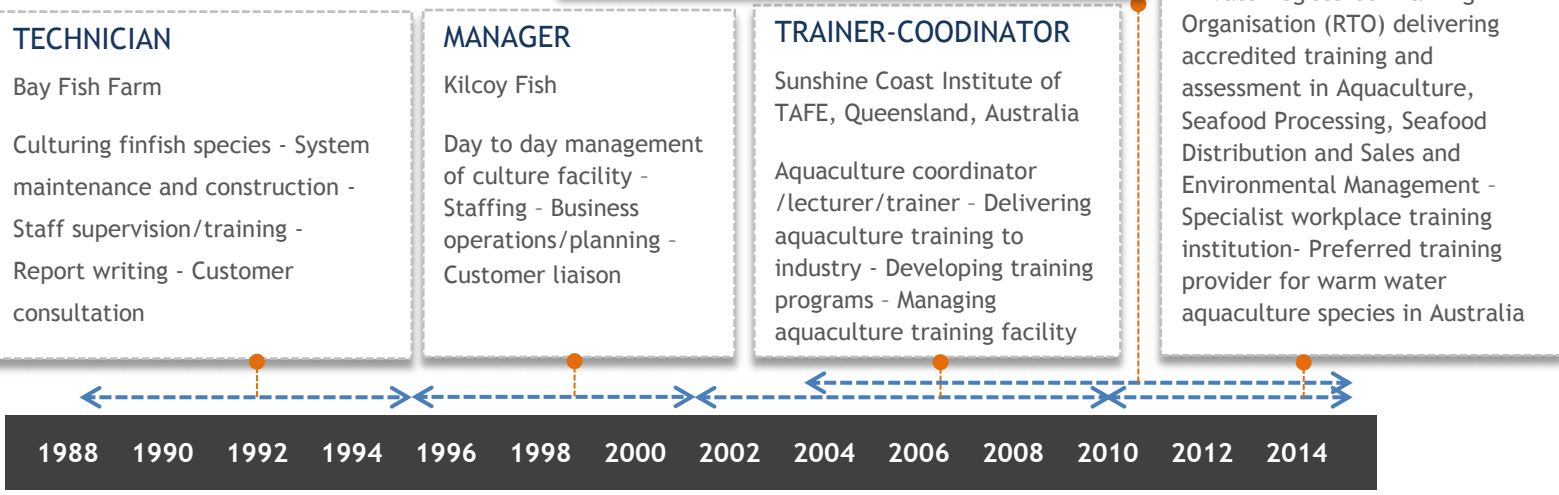 TECHNICIAN
Bay Fish Farm
Culturing finfish species - System
maintenance and construction -
Staff supervision/training -
Report writing - Customer
consultation
MANAGER
Kilcoy Fish
Day to day management
of culture facility –
Staffing – Business
operations/planning –
Customer liaison
TRAINER-COODINATOR
Sunshine Coast Institute of
TAFE, Queensland, Australia
Aquaculture coordinator
/lecturer/trainer – Delivering
aquaculture training to
industry - Developing training
programs – Managing
aquaculture training facility
Organisation (RTO) delivering
accredited training and
assessment in Aquaculture,
Seafood Processing, Seafood
Distribution and Sales and
Environmental Management –
Specialist workplace training
institution- Preferred training
provider for warm water
aquaculture species in Australia
1988 1990 1992 1994 1996 1998 2000 2002 2004 2006 2008 2010 2012 2014